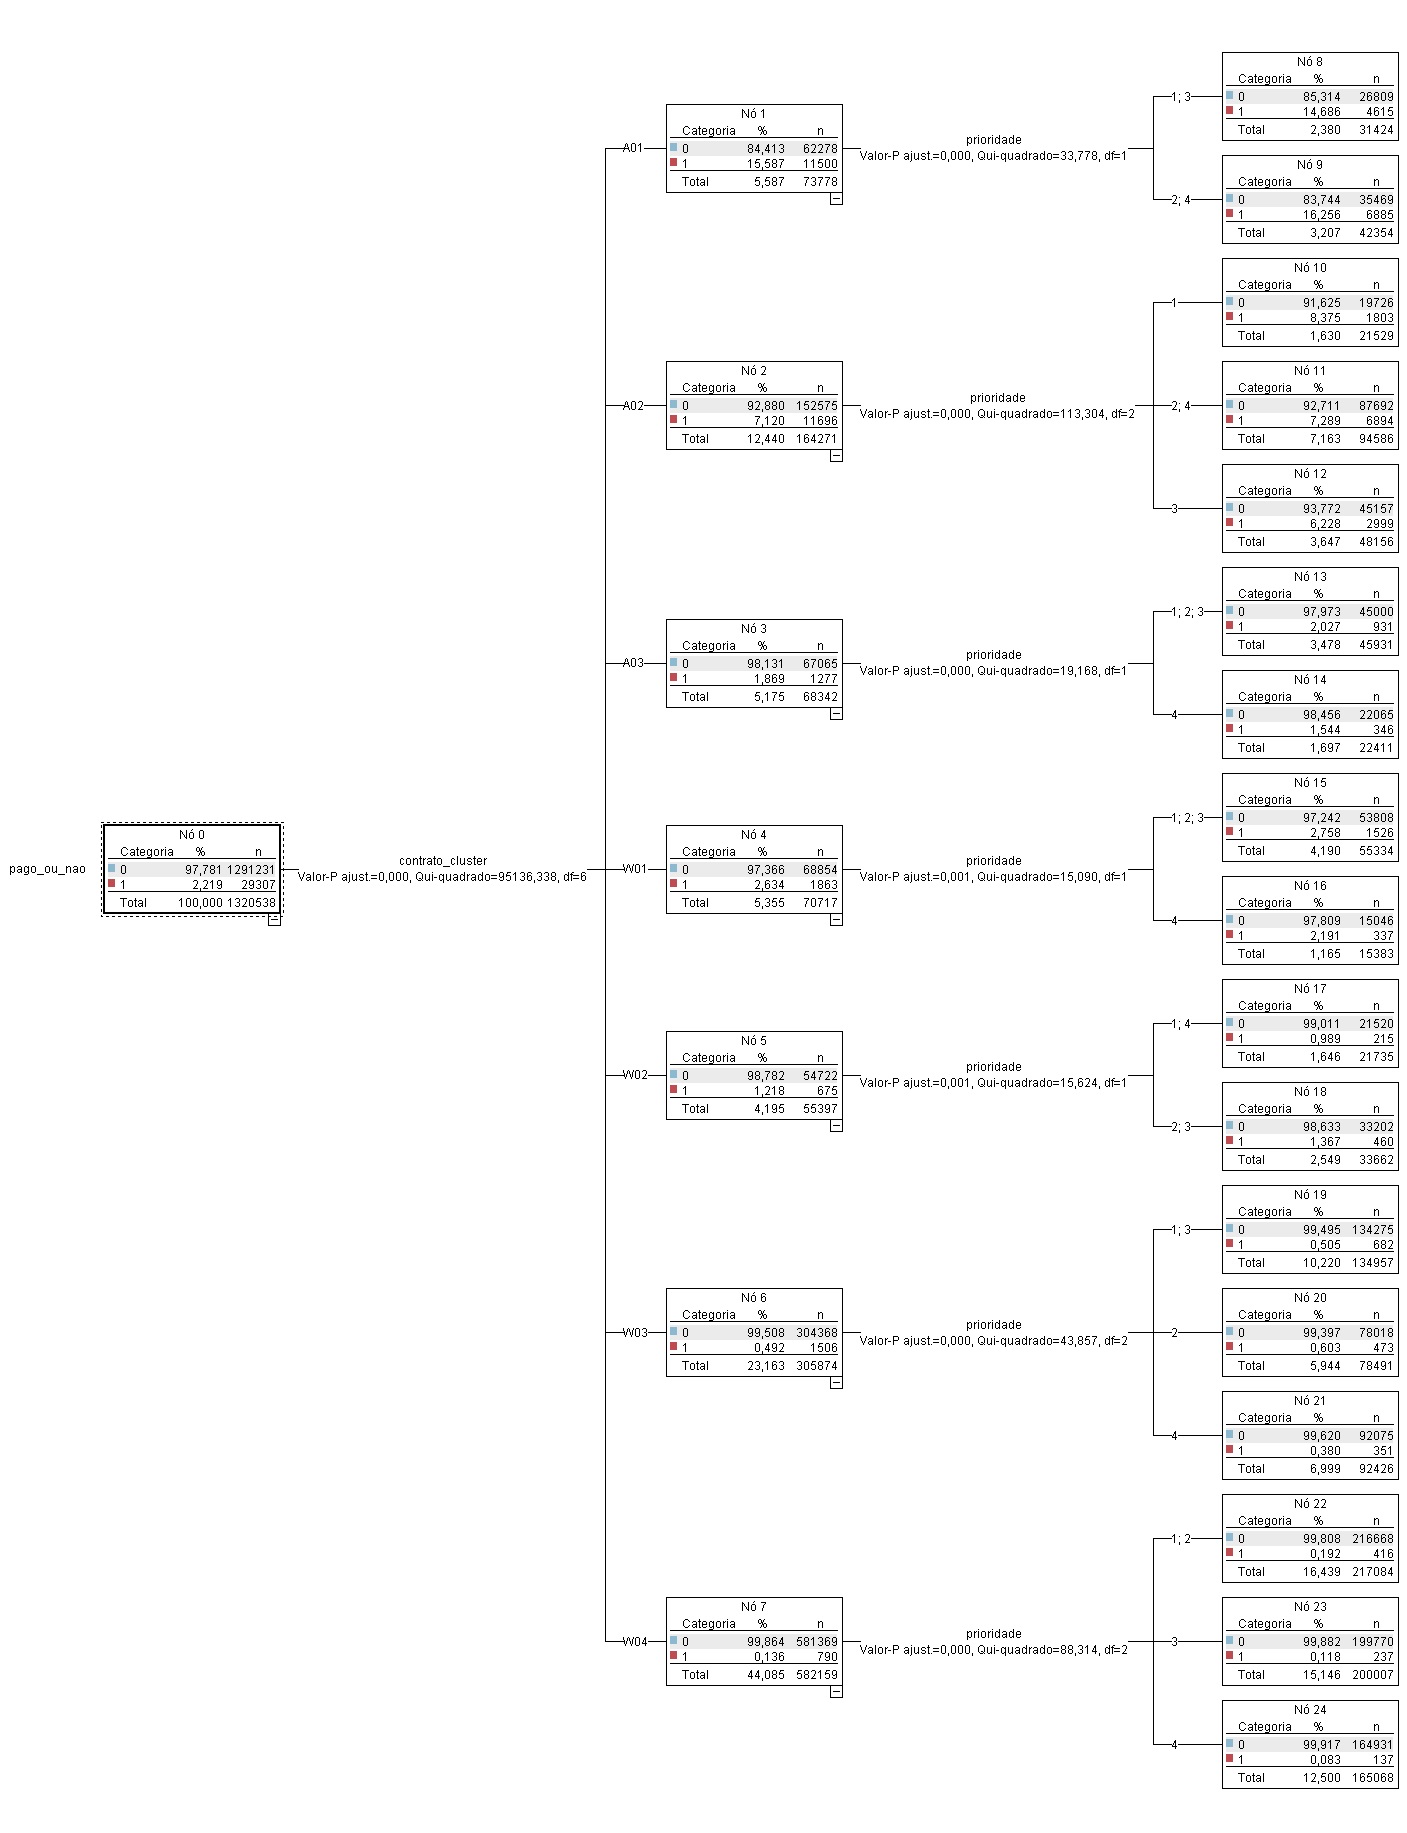 pago_ou_nao
Nó 0
Categoria % n
0 97,781 1291231
1 2,219 29307
Total 100,000 1320538
contrato_cluster
Valor-P ajust.=0,000, Qui-quadrado=95136,338, df=6
A01
Nó 1
Categoria % n
0 84,413 62278
1 15,587 11500
Total 5,587 73778
prioridade
Valor-P ajust.=0,000, Qui-quadrado=33,778, df=1
1; 3
Nó 8
Categoria % n
0 85,314 26809
1 14,686 4615
Total 2,380 31424
2; 4
Nó 9
Categoria % n
0 83,744 35469
1 16,256 6885
Total 3,207 42354
A02
Nó 2
Categoria % n
0 92,880 152575
1 7,120 11696
Total 12,440 164271
prioridade
Valor-P ajust.=0,000, Qui-quadrado=113,304, df=2
1
Nó 10
Categoria % n
0 91,625 19726
1 8,375 1803
Total 1,630 21529
2; 4
Nó 11
Categoria % n
0 92,711 87692
1 7,289 6894
Total 7,163 94586
3
Nó 12
Categoria % n
0 93,772 45157
1 6,228 2999
Total 3,647 48156
A03
Nó 3
Categoria % n
0 98,131 67065
1 1,869 1277
Total 5,175 68342
prioridade
Valor-P ajust.=0,000, Qui-quadrado=19,168, df=1
1; 2; 3
Nó 13
Categoria % n
0 97,973 45000
1 2,027 931
Total 3,478 45931
4
Nó 14
Categoria % n
0 98,456 22065
1 1,544 346
Total 1,697 22411
W01
Nó 4
Categoria % n
0 97,366 68854
1 2,634 1863
Total 5,355 70717
prioridade
Valor-P ajust.=0,001, Qui-quadrado=15,090, df=1
1; 2; 3
Nó 15
Categoria % n
0 97,242 53808
1 2,758 1526
Total 4,190 55334
4
Nó 16
Categoria % n
0 97,809 15046
1 2,191 337
Total 1,165 15383
W02
Nó 5
Categoria % n
0 98,782 54722
1 1,218 675
Total 4,195 55397
prioridade
Valor-P ajust.=0,001, Qui-quadrado=15,624, df=1
1; 4
Nó 17
Categoria % n
0 99,011 21520
1 0,989 215
Total 1,646 21735
2; 3
Nó 18
Categoria % n
0 98,633 33202
1 1,367 460
Total 2,549 33662
W03
Nó 6
Categoria % n
0 99,508 304368
1 0,492 1506
Total 23,163 305874
prioridade
Valor-P ajust.=0,000, Qui-quadrado=43,857, df=2
1; 3
Nó 19
Categoria % n
0 99,495 134275
1 0,505 682
Total 10,220 134957
2
Nó 20
Categoria % n
0 99,397 78018
1 0,603 473
Total 5,944 78491
4
Nó 21
Categoria % n
0 99,620 92075
1 0,380 351
Total 6,999 92426
W04
Nó 7
Categoria % n
0 99,864 581369
1 0,136 790
Total 44,085 582159
prioridade
Valor-P ajust.=0,000, Qui-quadrado=88,314, df=2
1; 2
Nó 22
Categoria % n
0 99,808 216668
1 0,192 416
Total 16,439 217084
3
Nó 23
Categoria % n
0 99,882 199770
1 0,118 237
Total 15,146 200007
4
Nó 24
Categoria % n
0 99,917 164931
1 0,083 137
Total 12,500 165068